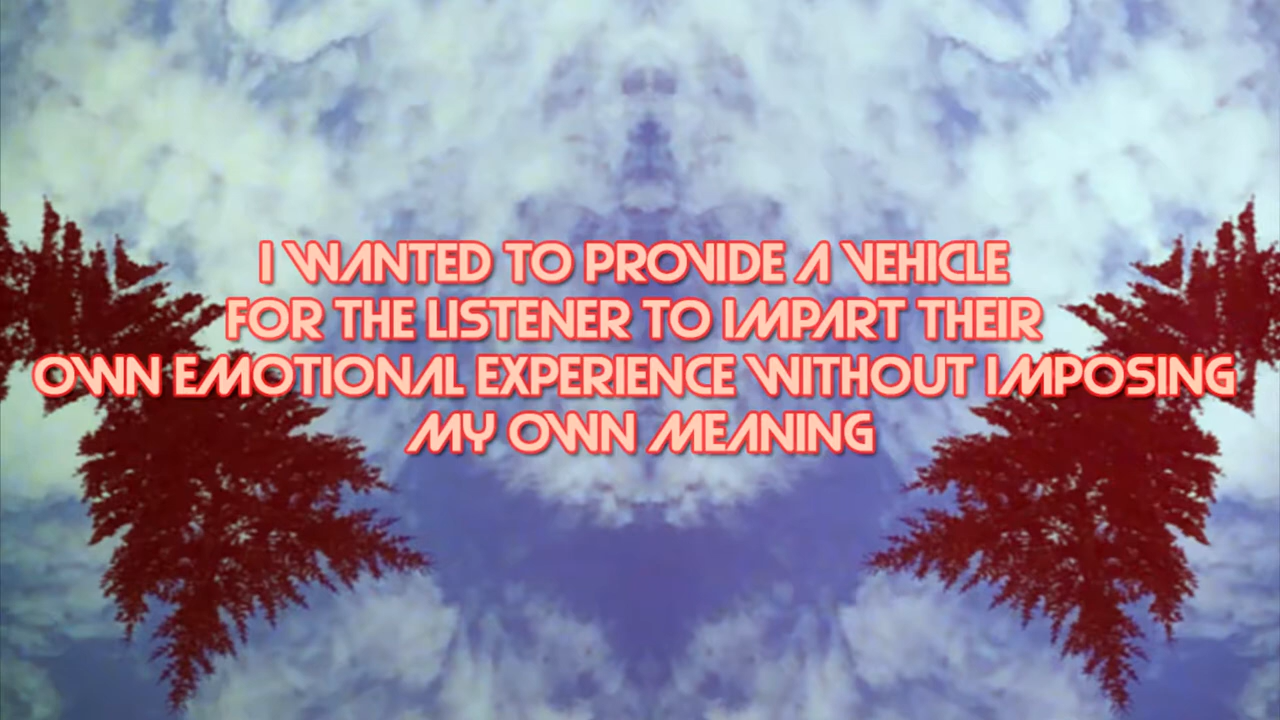 I WANTED TO PROVIDE A VEHICLE
FOR THE LISTENER TO IMPART THEIR
OWN EMOTIONAL EXPERIENCE WITHOUT IMPOSING
MY OWN MEANING